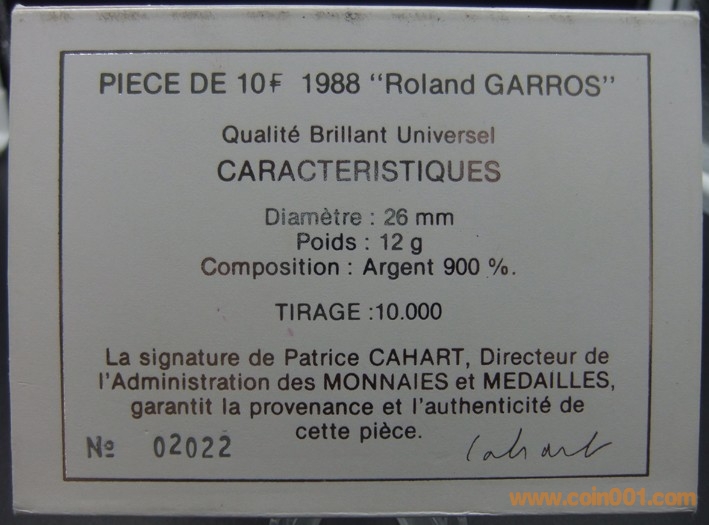 PIECE DE 10F 1988 "Roland GARROS"
Qualité Brillant Universel
CARACTERISTIQUES
Diamètre : 26 mm
Poids : 12 g
Composition : Argent 900 %.
TIRAGE :10.000
La signature de Patrice CAHART, Directeur de
l'Administration des MONNAIES et MEDAILLES,
garantit la provenance et l'authenticité de
cette pièce.
Nº 02022
Cahart
www.coin001.com